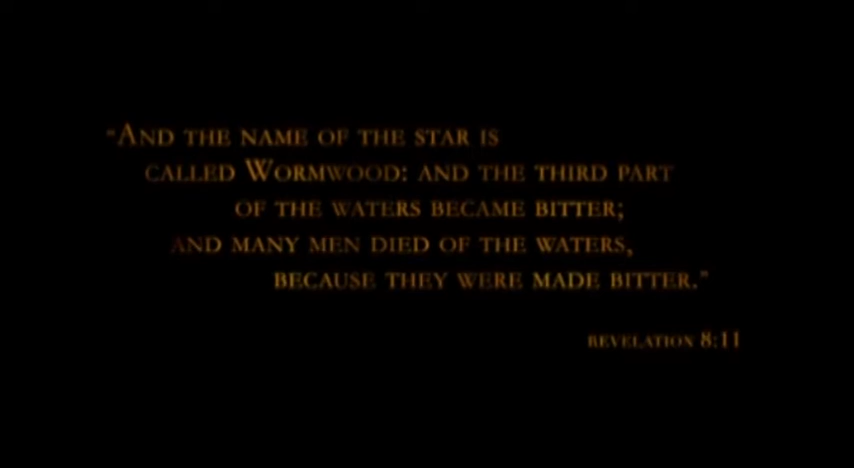 "And the name of the star is
called Wormwood: and the third part
of the waters became bitter;
and many men died of the waters,
because they were made bitter."
Revelation 8:11